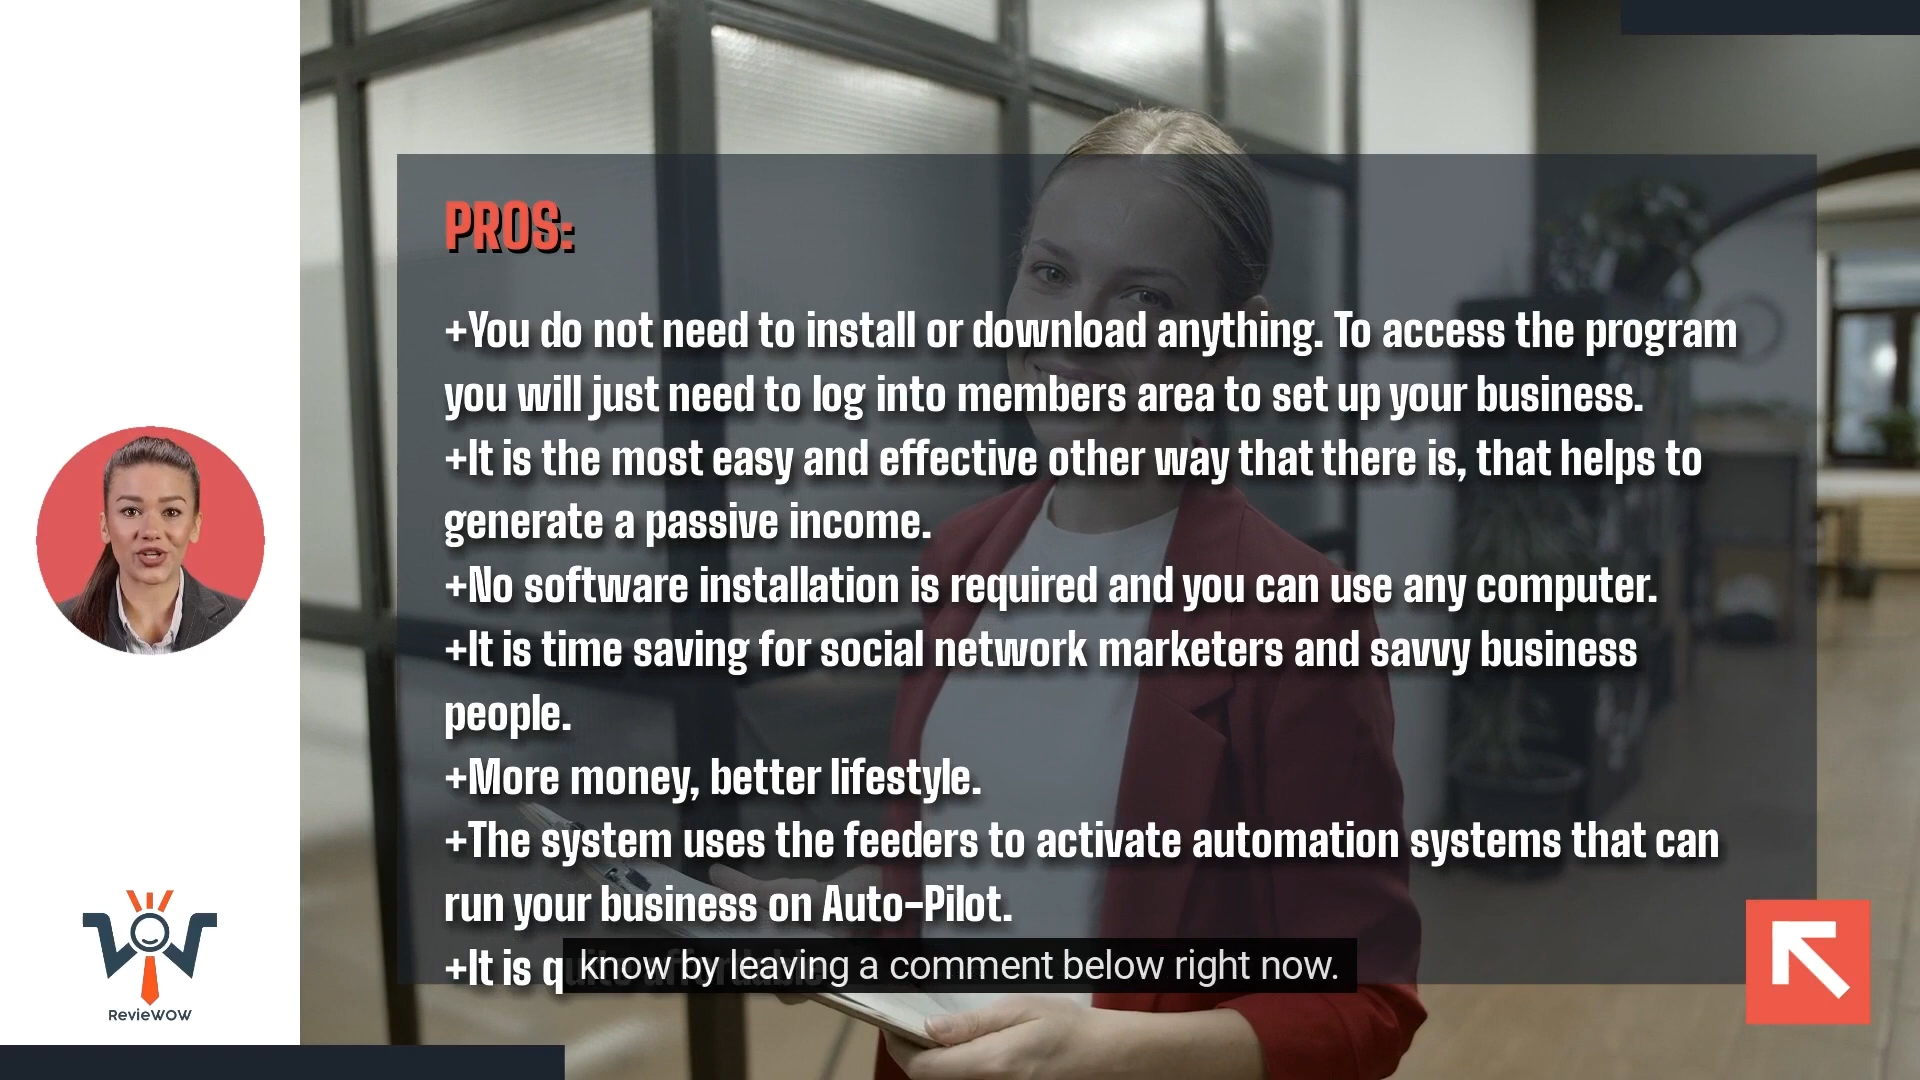 PROS:
+You do not need to install or download anything. To access the program
you will just need to log into members area to set up your business.
+It is the most easy and effective other way that there is, that helps to
generate a passive income.
+No software installation is required and you can use any computer.
+It is time saving for social network marketers and savvy business
people.
+More money, better lifestyle.
+The system uses the feeders to activate automation systems that can
run your business on Auto-Pilot.
+It is quite affordable
know by leaving a comment below right now.
RevieWOW